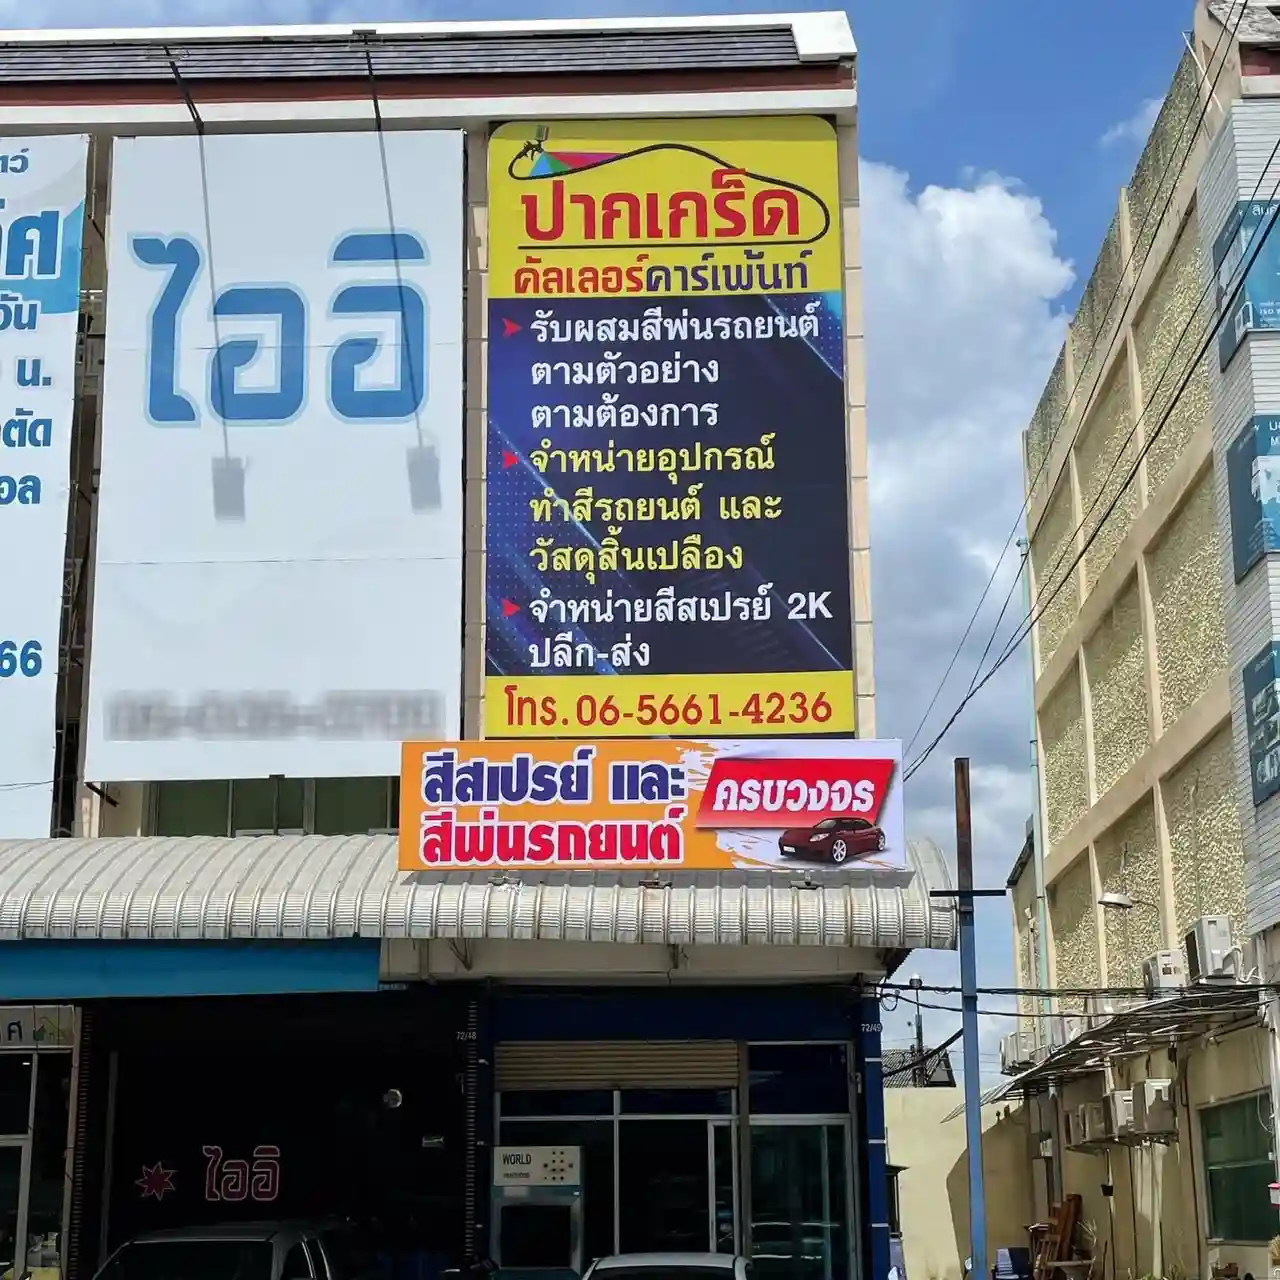 ไออิ
ปากเกร็ด
คัลเลอร์คาร์เพ้นท์
รับผสมสีพ่นรถยนต์
ตามตัวอย่าง
ตามต้องการ
จำหน่ายอุปกรณ์
ทำสีรถยนต์ และ
วัสดุสิ้นเปลือง
จำหน่ายสีสเปรย์ 2K
ปลีก-ส่ง
โทร. 06-5661-4236
สีสเปรย์ และ
สีพ่นรถยนต์
ครบวงจร
น.
66
72/48
72/49
WORLD
ไออิ